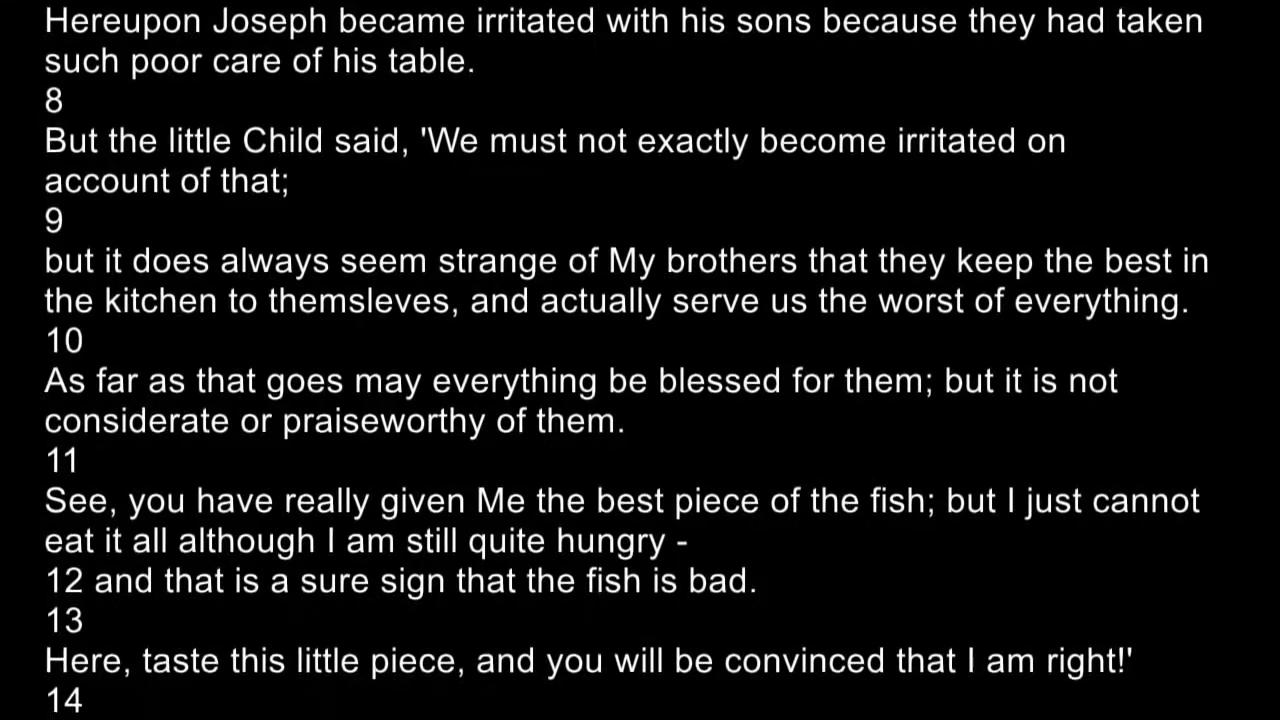 Hereupon Joseph became irritated with his sons because they had taken
such poor care of his table.
8
But the little Child said, 'We must not exactly become irritated on
account of that;
9
but it does always seem strange of My brothers that they keep the best in
the kitchen to themsleves, and actually serve us the worst of everything.
10
As far as that goes may everything be blessed for them; but it is not
considerate or praiseworthy of them.
11
See, you have really given Me the best piece of the fish; but I just cannot
eat it all although I am still quite hungry -
12 and that is a sure sign that the fish is bad.
13
Here, taste this little piece, and you will be convinced that I am right!'
14